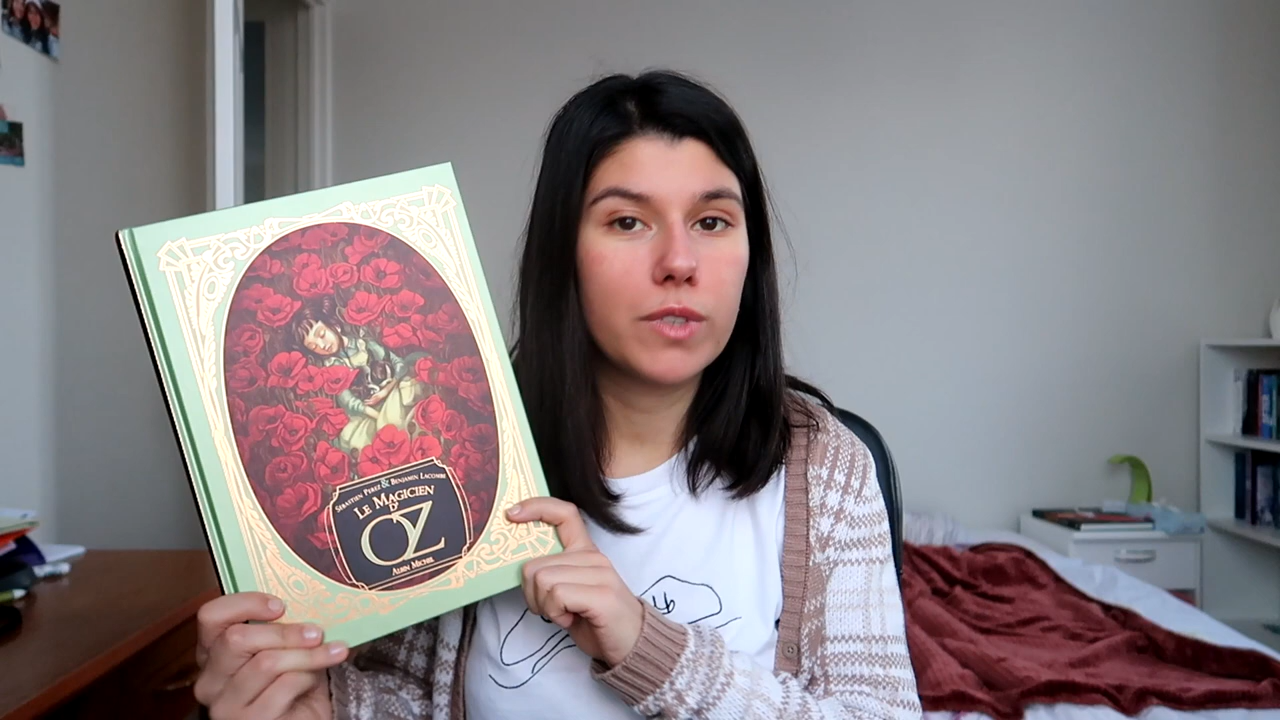 Sébastien Perez & Benjamin Lacombe
Le Magicien
d'
OZ
Albin Michel